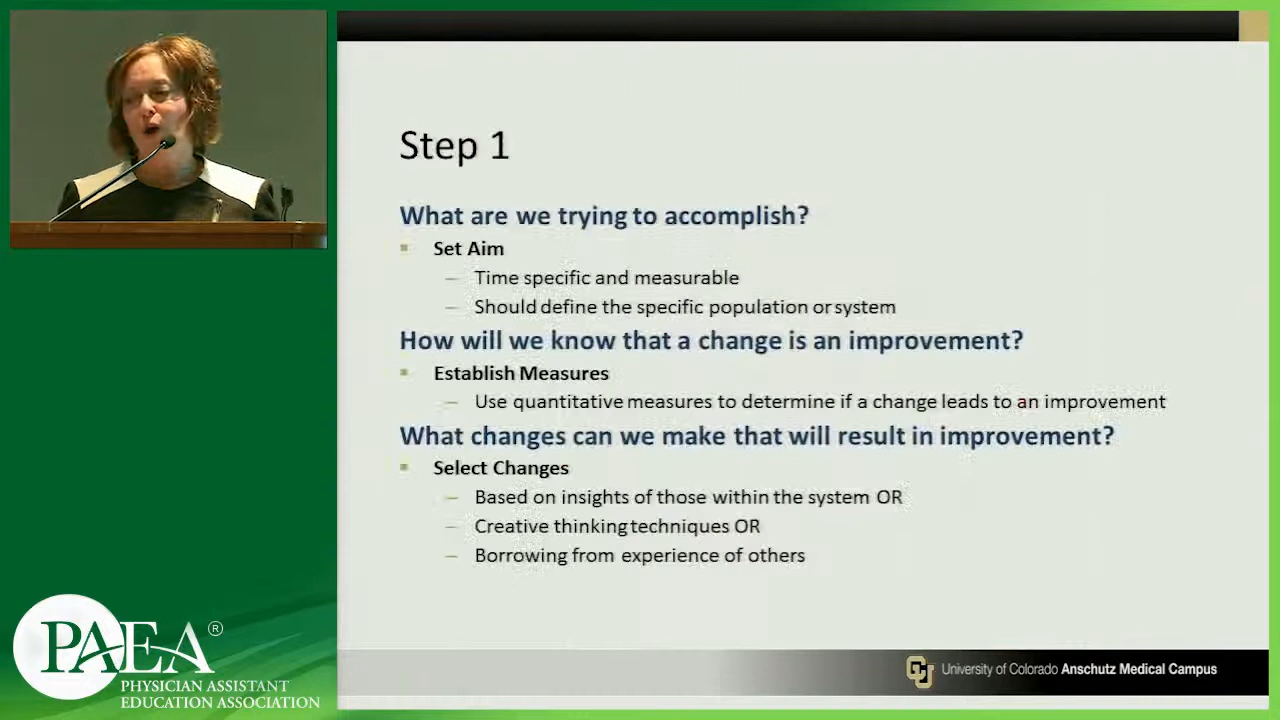 Step 1
What are we trying to accomplish?
Set Aim
Time specific and measurable
Should define the specific population or system
How will we know that a change is an improvement?
Establish Measures
Use quantitative measures to determine if a change leads to an improvement
What changes can we make that will result in improvement?
Select Changes
Based on insights of those within the system OR
Creative thinking techniques OR
Borrowing from experience of others
PAEA®
PHYSICIAN ASSISTANT
EDUCATION ASSOCIATION
CU University of Colorado Anschutz Medical Campus